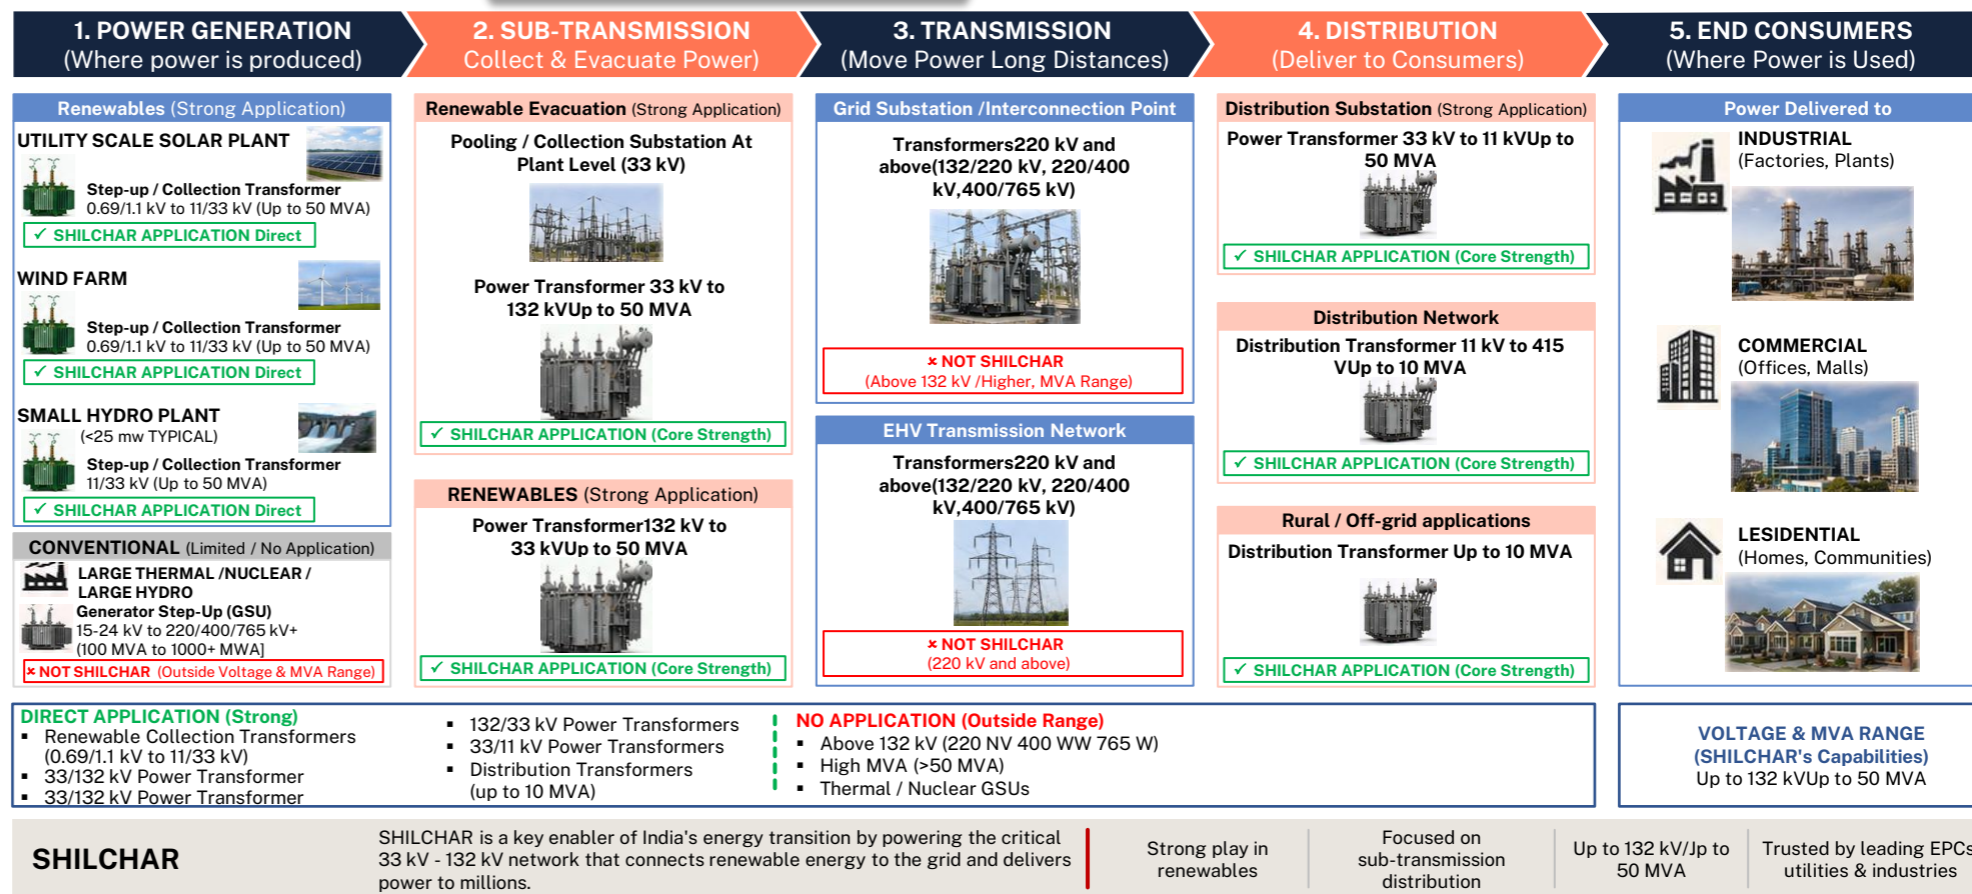 1. POWER GENERATION
(Where power is produced)
2. SUB-TRANSMISSION
Collect & Evacuate Power)
3. TRANSMISSION
(Move Power Long Distances)
4. DISTRIBUTION
(Deliver to Consumers)
5. END CONSUMERS
(Where Power is Used)
Renewables (Strong Application)
UTILITY SCALE SOLAR PLANT
Step-up / Collection Transformer
0.69/1.1 kV to 11/33 kV (Up to 50 MVA)
✓ SHILCHAR APPLICATION Direct
WIND FARM
Step-up / Collection Transformer
0.69/1.1 kV to 11/33 kV (Up to 50 MVA)
✓ SHILCHAR APPLICATION Direct
SMALL HYDRO PLANT
(<25 mw TYPICAL)
Step-up / Collection Transformer
11/33 kV (Up to 50 MVA)
✓ SHILCHAR APPLICATION Direct
CONVENTIONAL (Limited / No Application)
LARGE THERMAL /NUCLEAR /
LARGE HYDRO
Generator Step-Up (GSU)
15-24 kV to 220/400/765 kV+
(100 MVA to 1000+ MWA]
× NOT SHILCHAR (Outside Voltage & MVA Range)
Renewable Evacuation (Strong Application)
Pooling / Collection Substation At
Plant Level (33 kV)
Power Transformer 33 kV to
132 kVUp to 50 MVA
✓ SHILCHAR APPLICATION (Core Strength)
RENEWABLES (Strong Application)
Power Transformer132 kV to
33 kVUp to 50 MVA
✓ SHILCHAR APPLICATION (Core Strength)
Grid Substation /Interconnection Point
Transformers220 kV and
above(132/220 kV, 220/400
kV,400/765 kV)
× NOT SHILCHAR
(Above 132 kV /Higher, MVA Range)
EHV Transmission Network
Transformers220 kV and
above(132/220 kV, 220/400
kV,400/765 kV)
× NOT SHILCHAR
(220 kV and above)
Distribution Substation (Strong Application)
Power Transformer 33 kV to 11 kVUp to
50 MVA
✓ SHILCHAR APPLICATION (Core Strength)
Distribution Network
Distribution Transformer 11 kV to 415
VUp to 10 MVA
✓ SHILCHAR APPLICATION (Core Strength)
Rural / Off-grid applications
Distribution Transformer Up to 10 MVA
✓ SHILCHAR APPLICATION (Core Strength)
Power Delivered to
INDUSTRIAL
(Factories, Plants)
COMMERCIAL
(Offices, Malls)
LESIDENTIAL
(Homes, Communities)
DIRECT APPLICATION (Strong)
▪ Renewable Collection Transformers
(0.69/1.1 kV to 11/33 kV)
▪ 33/132 kV Power Transformer
▪ 33/132 kV Power Transformer
▪ 132/33 kV Power Transformers
▪ 33/11 kV Power Transformers
▪ Distribution Transformers
(up to 10 MVA)
NO APPLICATION (Outside Range)
▪ Above 132 kV (220 NV 400 WW 765 W)
▪ High MVA (>50 MVA)
▪ Thermal / Nuclear GSUs
VOLTAGE & MVA RANGE
(SHILCHAR's Capabilities)
Up to 132 kVUp to 50 MVA
SHILCHAR
SHILCHAR is a key enabler of India's energy transition by powering the critical
33 kV - 132 kV network that connects renewable energy to the grid and delivers
power to millions.
Strong play in
renewables
Focused on
sub-transmission
distribution
Up to 132 kV/Jp to
50 MVA
Trusted by leading EPCs
utilities & industries